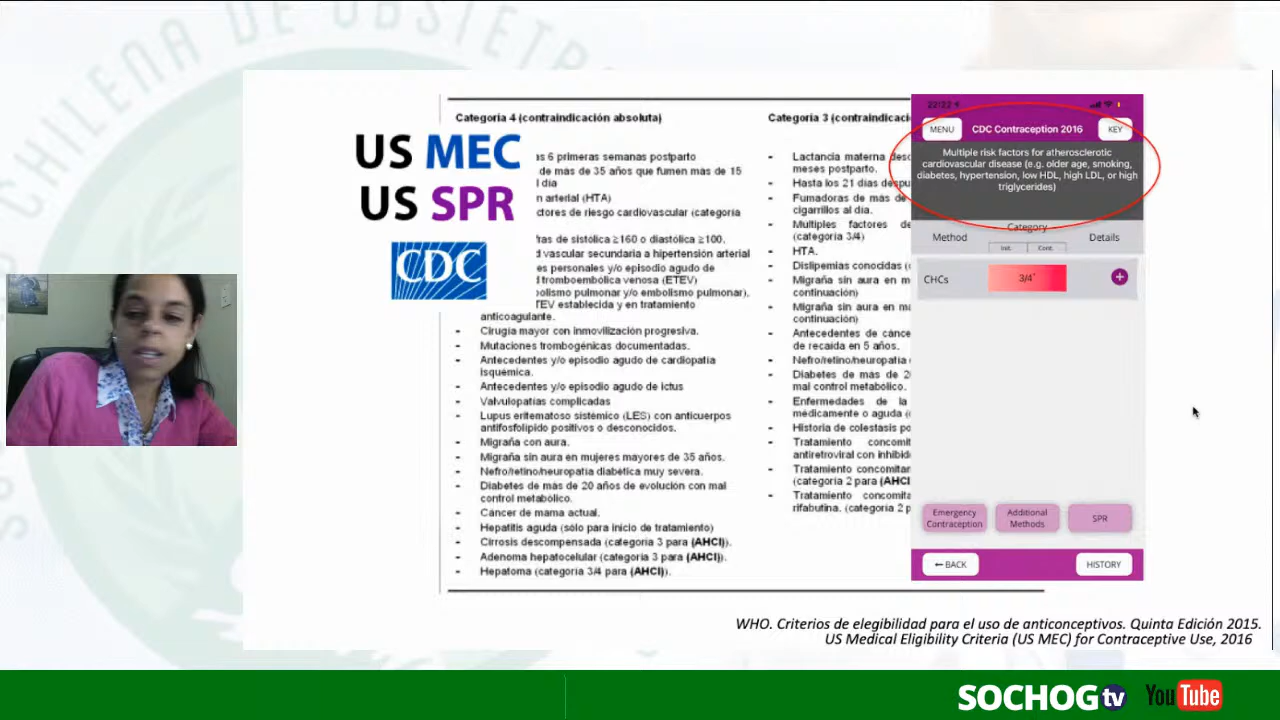 CHILENA DE OBSTETR
US MEC
US SPR
CDC
Categoría 4 (contraindicación absoluta)
as 6 primeras semanas postparto
de más de 35 años que fumen más de 15
l día
n arterial (HTA)
ctores de riesgo cardiovascular (categoría
ras de sistólica ≥160 o diastólica ≥100.
d vascular secundaria a hipertensión arterial
es personales y/o episodio agudo de
d tromboembólica venosa (ETEV)
bolismo pulmonar y/o embolismo pulmonar).
TEV establecida y en tratamiento
anticoagulante.
- Cirugía mayor con inmovilización progresiva.
- Mutaciones trombogénicas documentadas.
- Antecedentes y/o episodio agudo de cardiopatía
isquémica.
- Antecedentes y/o episodio agudo de ictus
- Valvulopatías complicadas
- Lupus eritematoso sistémico (LES) con anticuerpos
antifosfolípido positivos o desconocidos.
- Migraña con aura.
- Migraña sin aura en mujeres mayores de 35 años.
- Nefro/retino/neuropatía diabética muy severa.
- Diabetes de más de 20 años de evolución con mal
control metabólico.
- Cáncer de mama actual.
- Hepatitis aguda (sólo para inicio de tratamiento)
- Cirrosis descompensada (categoría 3 para (AHCI)).
- Adenoma hepatocelular (categoría 3 para (AHCI)).
- Hepatoma (categoría 3/4 para (AHCI)).
Categoría 3 (contraindicaci
- Lactancia materna desd
meses postparto.
- Hasta los 21 días despu
- Fumadoras de más de
cigarrillos al día.
- Multiples factores de
(categoría 3/4)
- HTA.
- Dislipemias conocidas (
- Migraña sin aura en m
continuación)
- Migraña sin aura en ma
continuación)
- Antecedentes de cánce
de recaída en 5 años.
- Nefro/retino/neuropatía
- Diabetes de más de 2
mal control metabólico.
- Enfermedades de la
médicamente o aguda (
- Historia de colestasis po
- Tratamiento concomit
antiretroviral con inhibid
- Tratamiento concomitan
(categoría 2 para (AHCI
- Tratamiento concomita
rifabutina. (categoría 2 p
22:22
MENU
CDC Contraception 2016
KEY
Multiple risk factors for atherosclerotic
cardiovascular disease (e.g. older age, smoking,
diabetes, hypertension, low HDL, high LDL, or high
triglycerides)
Category
Method
Init. Cont.
Details
CHCs
3/4*
+
Emergency
Contraception
Additional
Methods
SPR
← BACK
HISTORY
WHO. Criterios de elegibilidad para el uso de anticonceptivos. Quinta Edición 2015.
US Medical Eligibility Criteria (US MEC) for Contraceptive Use, 2016
SOCHOG tv
YouTube